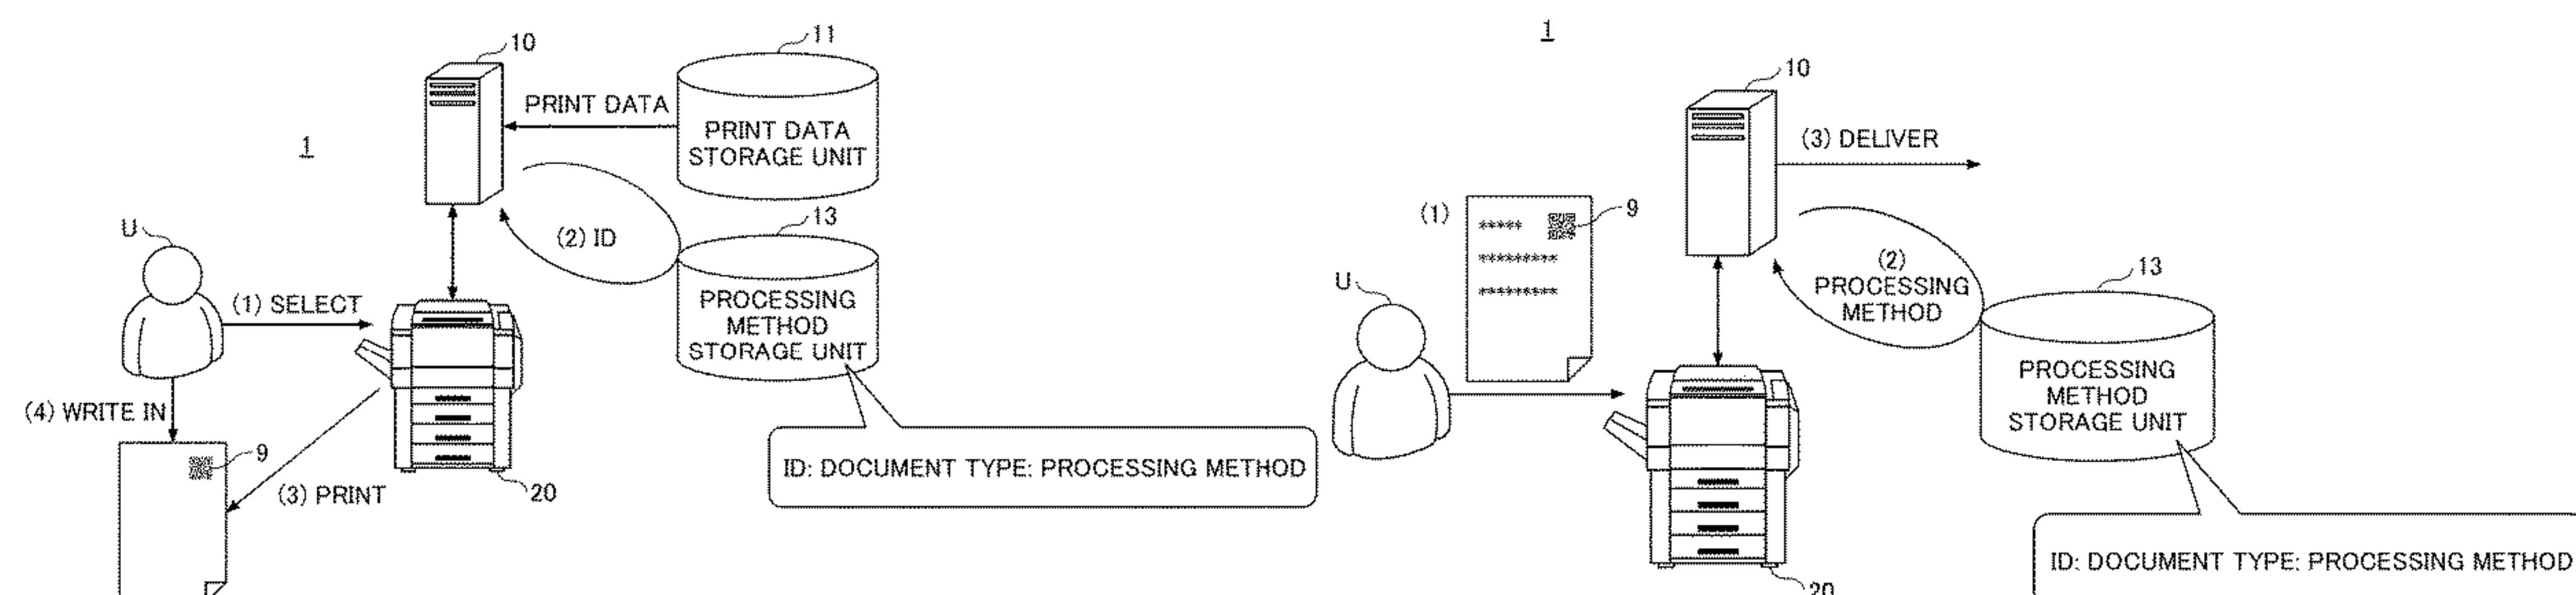 1
10
11
PRINT DATA
PRINT DATA
STORAGE UNIT
U
(1) SELECT
(2) ID
13
PROCESSING
METHOD
STORAGE UNIT
(4) WRITE IN
9
(3) PRINT
20
ID: DOCUMENT TYPE: PROCESSING METHOD
1
10
(3) DELIVER
(1)
*****
*********
*********
9
U
(2)
PROCESSING
METHOD
13
PROCESSING
METHOD
STORAGE UNIT
20
ID: DOCUMENT TYPE: PROCESSING METHOD